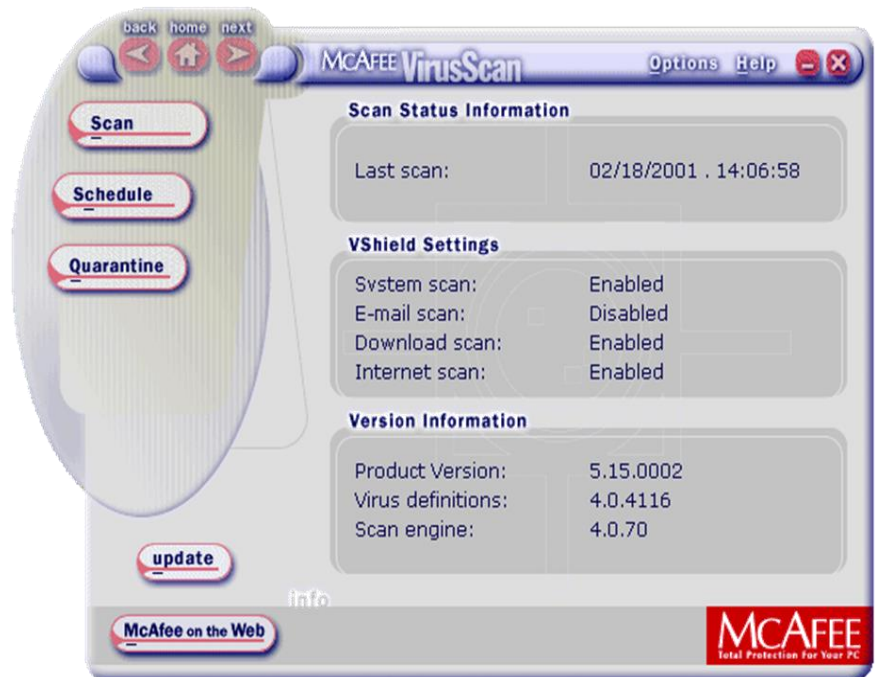 back home next
McAfee VirusScan
Options Help
Scan
Schedule
Quarantine
Scan Status Information
Last scan: 02/18/2001 . 14:06:58
VShield Settings
System scan: Enabled
E-mail scan: Disabled
Download scan: Enabled
Internet scan: Enabled
Version Information
Product Version: 5.15.0002
Virus definitions: 4.0.4116
Scan engine: 4.0.70
update
info
McAfee on the Web
McAFEE
Total Protection For Your PC